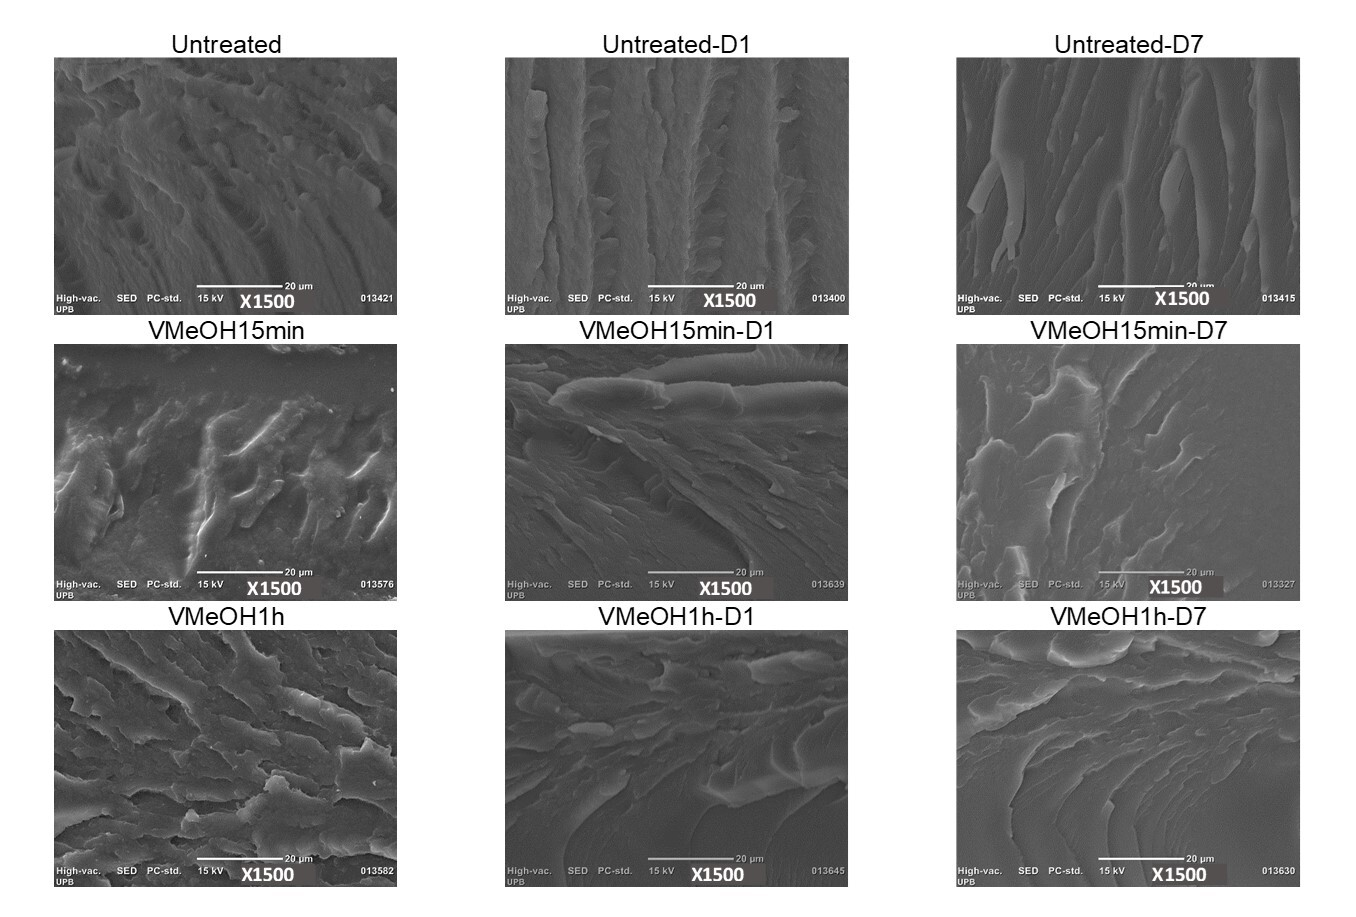 Untreated
Untreated-D1
Untreated-D7
20 µm
20 µm
20 µm
High-vac. SED PC-std. 15 kV X1500 013421
UPB
High-vac. SED PC-std. 15 kV X1500 013400
UPB
High-vac. SED PC-std. 15 kV X1500 013415
UPB
VMeOH15min
VMeOH15min-D1
VMeOH15min-D7
20 µm
20 µm
20 µm
High-vac. SED PC-std. 15 kV X1500 013576
UPB
High-vac. SED PC-std. 15 kV X1500 013639
UPB
High-vac. SED PC-std. 15 kV X1500 013327
UPB
VMeOH1h
VMeOH1h-D1
VMeOH1h-D7
20 µm
20 µm
20 µm
High-vac. SED PC-std. 15 kV X1500 013582
UPB
High-vac. SED PC-std. 15 kV X1500 013645
UPB
High-vac. SED PC-std. 15 kV X1500 013630
UPB